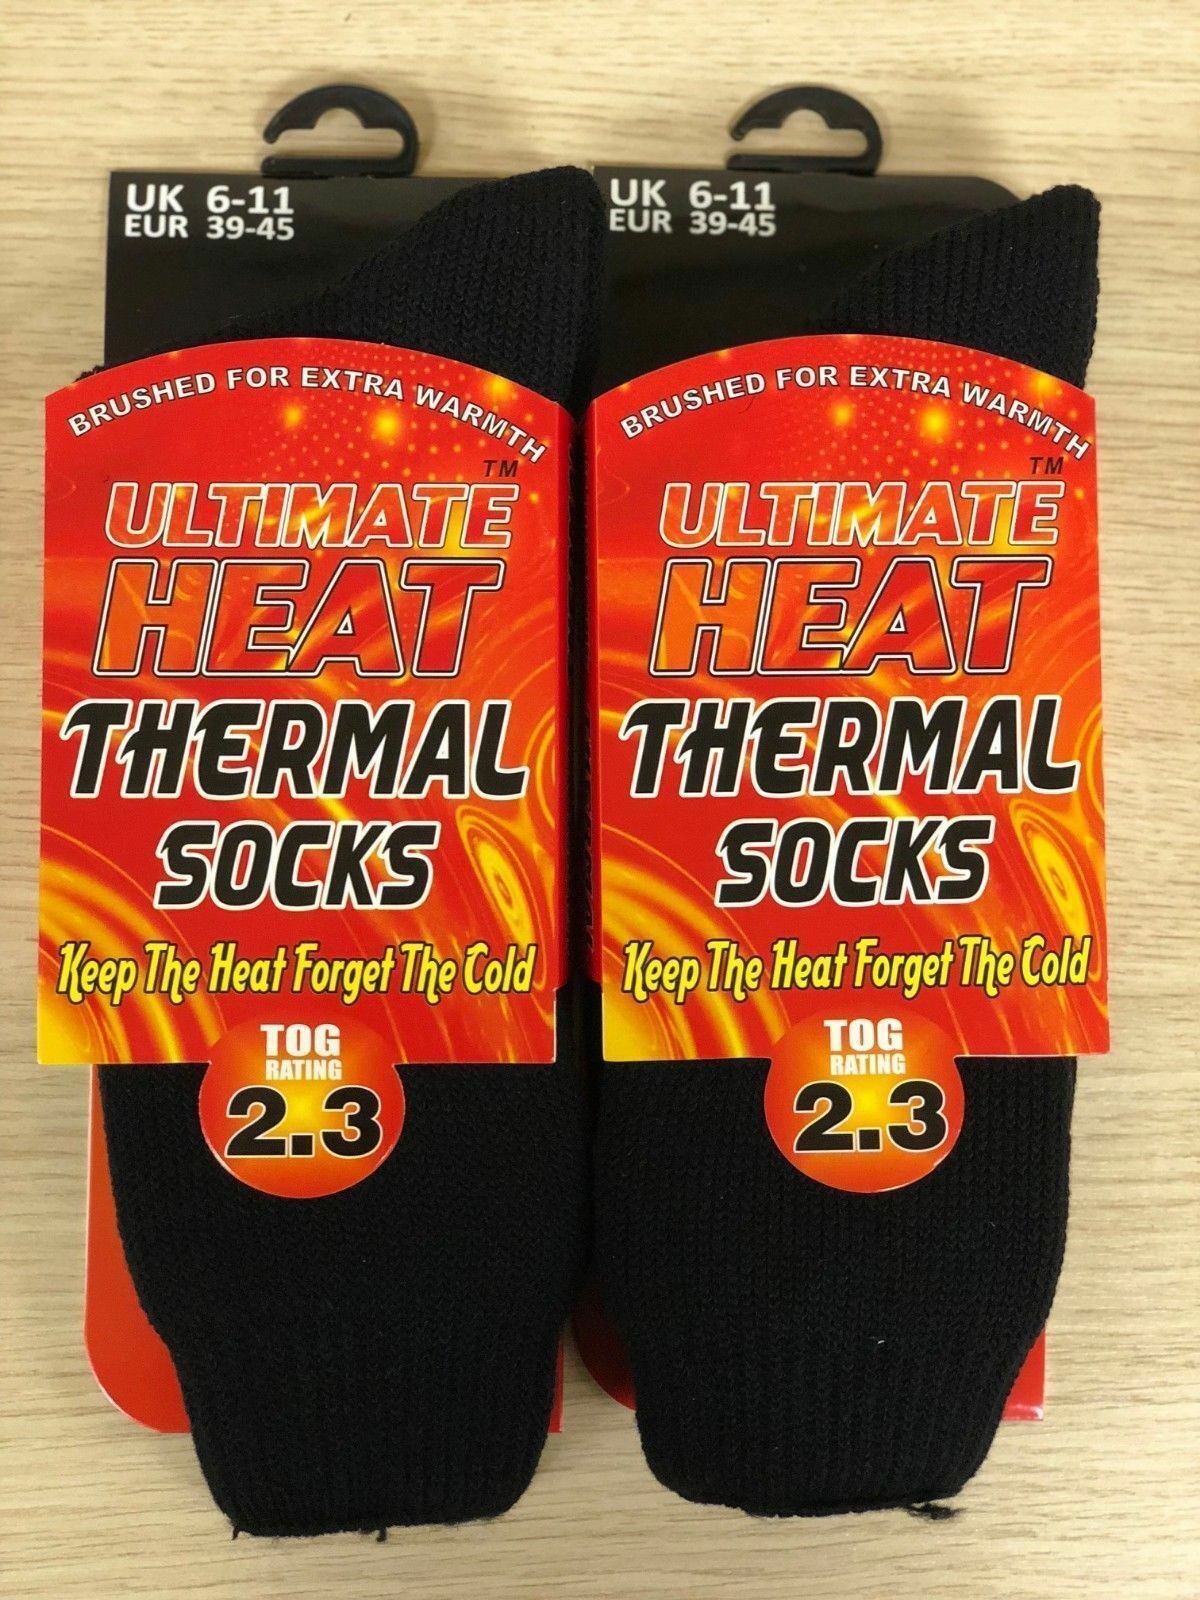 UK 6-11
EUR 39-45
BRUSHED FOR EXTRA WARMTH
TM
ULTIMATE
HEAT
THERMAL
SOCKS
Keep The Heat Forget The Cold
TOG
RATING
2.3
UK 6-11
EUR 39-45
BRUSHED FOR EXTRA WARMTH
TM
ULTIMATE
HEAT
THERMAL
SOCKS
Keep The Heat Forget The Cold
TOG
RATING
2.3